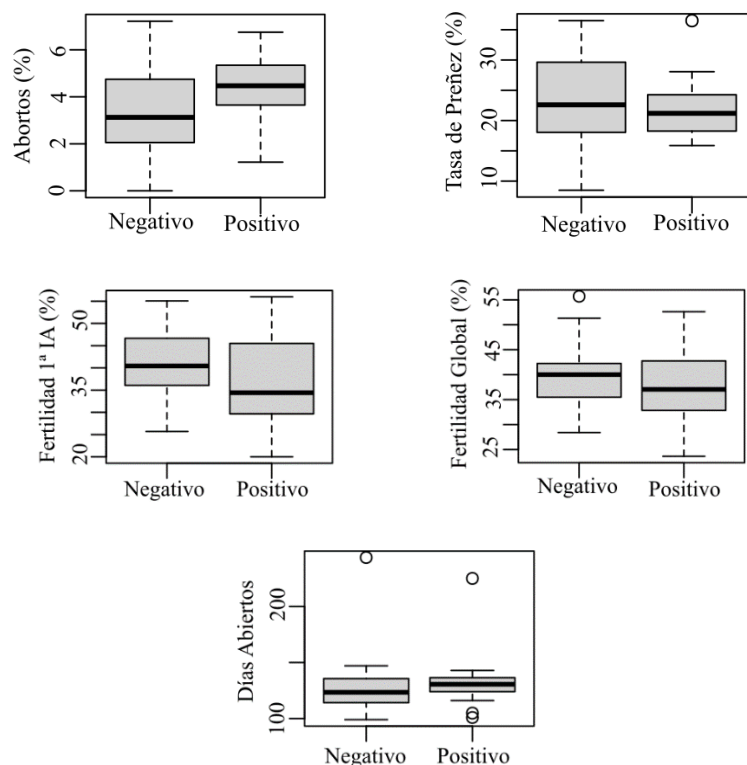 Abortos (%)
0
2
4
6
Negativo
Positivo
Tasa de Preñez (%)
10
20
30
Negativo
Positivo
Fertilidad 1ª IA (%)
20
35
50
Negativo
Positivo
Fertilidad Global (%)
25
35
45
55
Negativo
Positivo
Días Abiertos
100
200
Negativo
Positivo